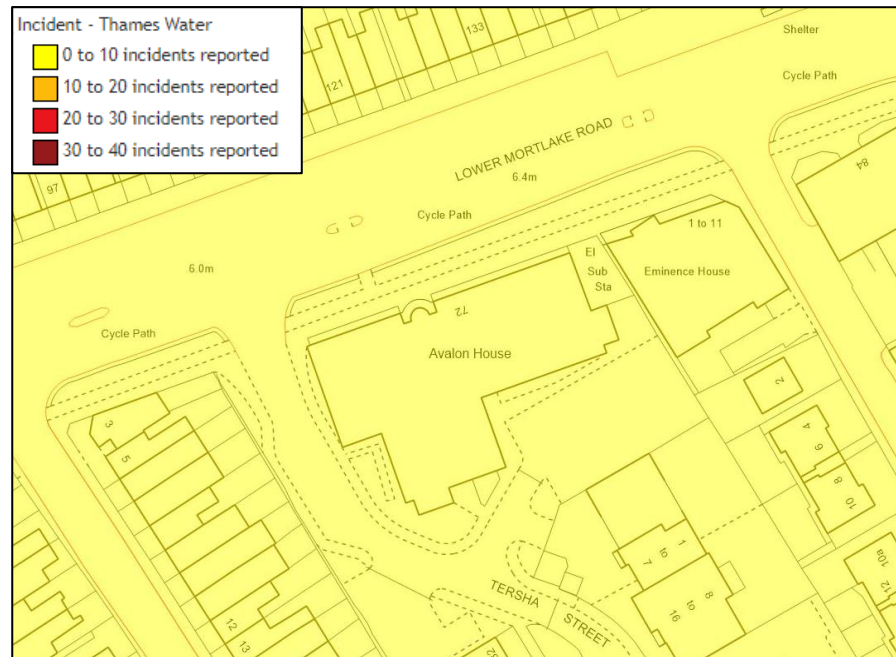 Incident - Thames Water
0 to 10 incidents reported
10 to 20 incidents reported
20 to 30 incidents reported
30 to 40 incidents reported
133
Shelter
121
Cycle Path
LOWER MORTLAKE ROAD
6.4m
97
84
Cycle Path
1 to 11
6.0m
El
Sub
Sta
Eminence House
72
Cycle Path
Avalon House
2
3
5
4
6
8
10
1
to
7
10a
12
8
to
16
TERSHA
STREET
12
13